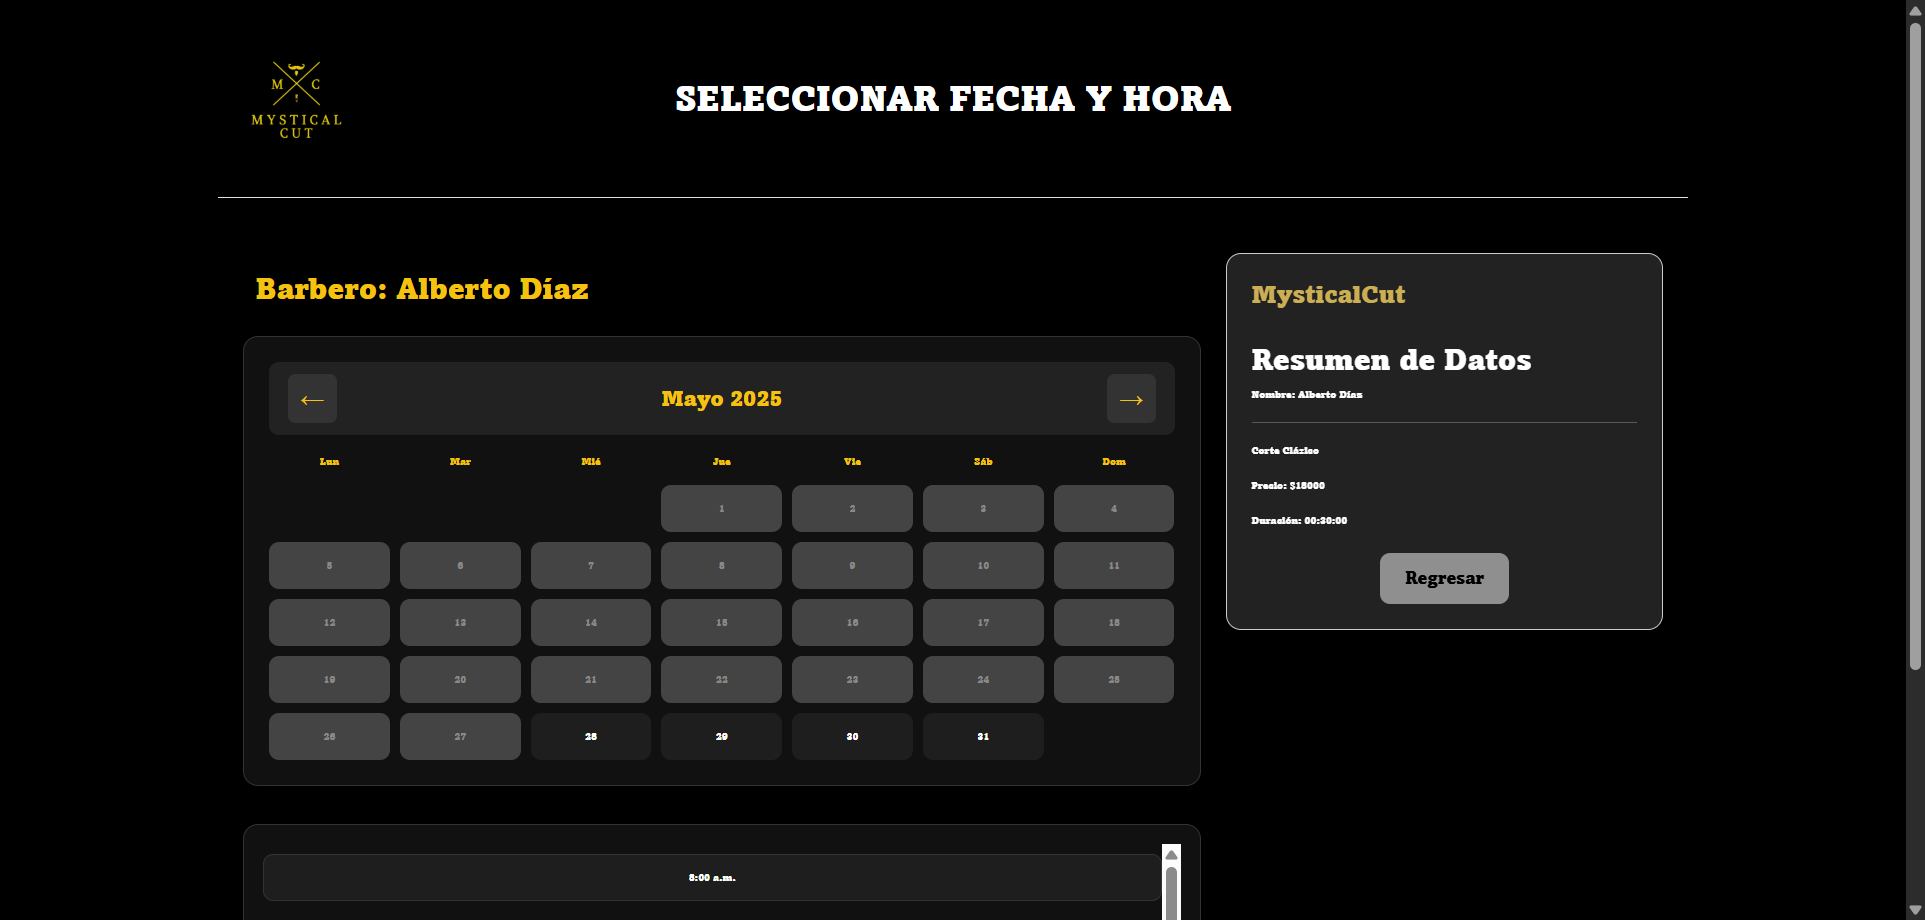 M C
MYSTICAL
CUT
SELECCIONAR FECHA Y HORA
Barbero: Alberto Díaz
← Mayo 2025 →
Lun Mar Mié Jue Vie Sáb Dom
1 2 3 4
5 6 7 8 9 10 11
12 13 14 15 16 17 18
19 20 21 22 23 24 25
26 27 28 29 30 31
8:00 a.m.
MysticalCut
Resumen de Datos
Nombre: Alberto Díaz
Corte Clázico
Precio: $18000
Duración: 00:30:00
Regresar